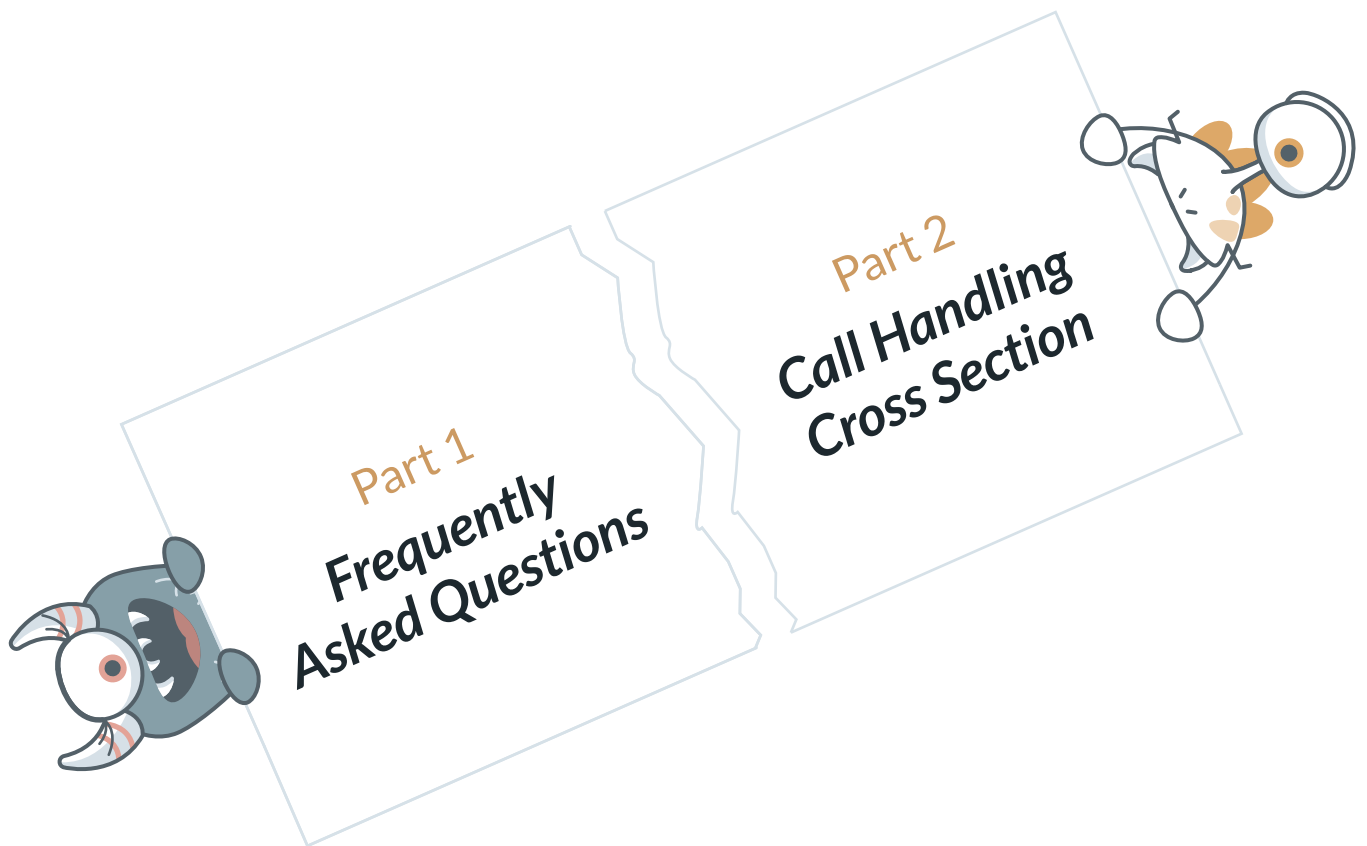 Part 1
Frequently
Asked Questions
Part 2
Call Handling
Cross Section